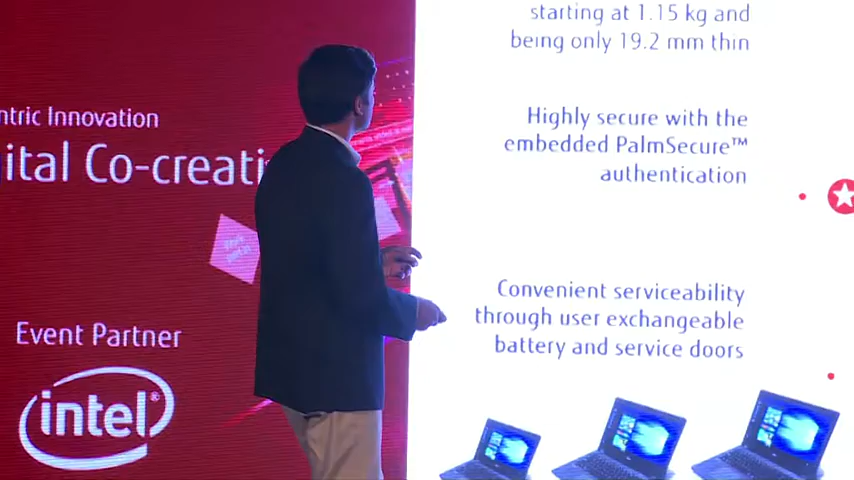 ntric Innovation
ital Co-creati
Event Partner
intel®
starting at 1.15 kg and
being only 19.2 mm thin
Highly secure with the
embedded PalmSecure™
authentication
Convenient serviceability
through user exchangeable
battery and service doors